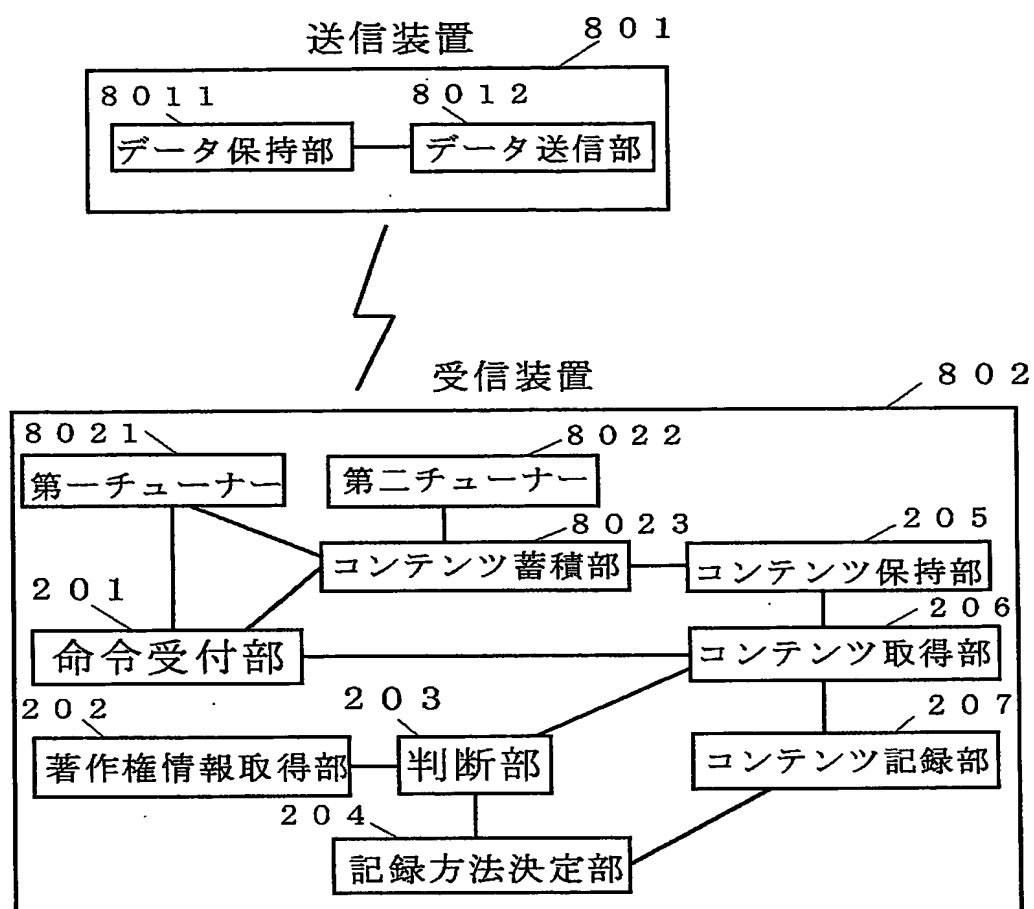 送信装置 ８０１
８０１１ ８０１２
データ保持部 データ送信部
受信装置 ８０２
８０２１ ８０２２
第一チューナー 第二チューナー
８０２３ ２０５
コンテンツ蓄積部 コンテンツ保持部
２０１ ２０６
命令受付部 コンテンツ取得部
２０２ ２０３ ２０７
著作権情報取得部 判断部 コンテンツ記録部
２０４
記録方法決定部